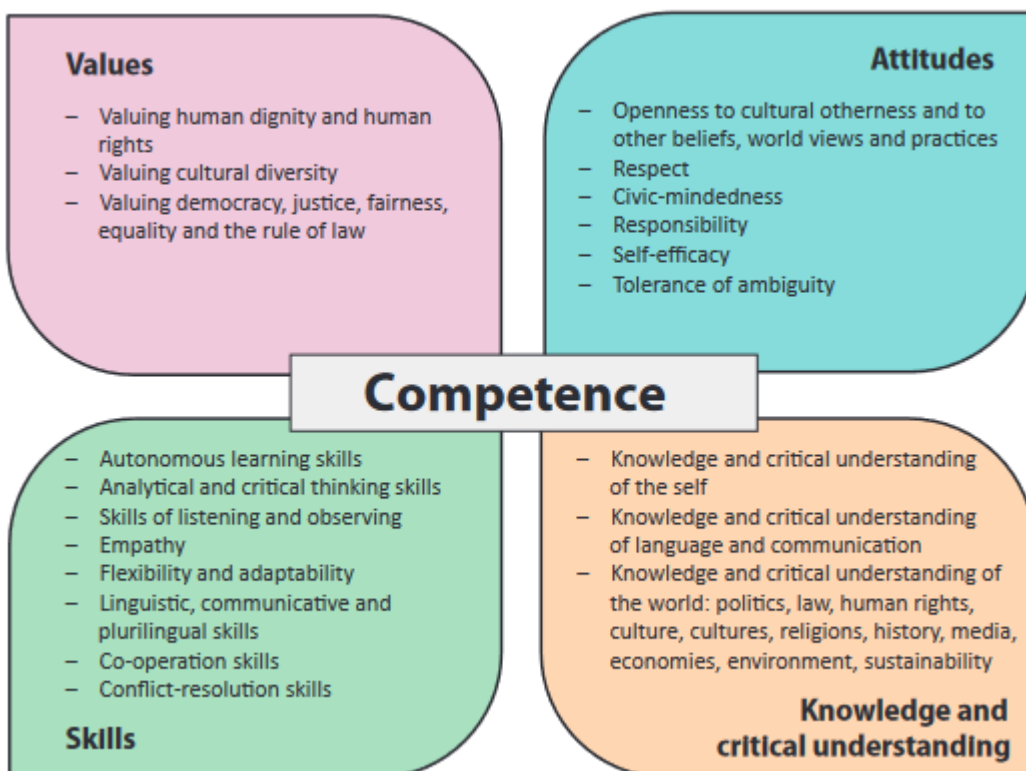 Values
– Valuing human dignity and human
rights
– Valuing cultural diversity
– Valuing democracy, justice, fairness,
equality and the rule of law
Attitudes
– Openness to cultural otherness and to
other beliefs, world views and practices
– Respect
– Civic-mindedness
– Responsibility
– Self-efficacy
– Tolerance of ambiguity
Competence
– Autonomous learning skills
– Analytical and critical thinking skills
– Skills of listening and observing
– Empathy
– Flexibility and adaptability
– Linguistic, communicative and
plurilingual skills
– Co-operation skills
– Conflict-resolution skills
Skills
– Knowledge and critical understanding
of the self
– Knowledge and critical understanding
of language and communication
– Knowledge and critical understanding of
the world: politics, law, human rights,
culture, cultures, religions, history, media,
economies, environment, sustainability
Knowledge and
critical understanding